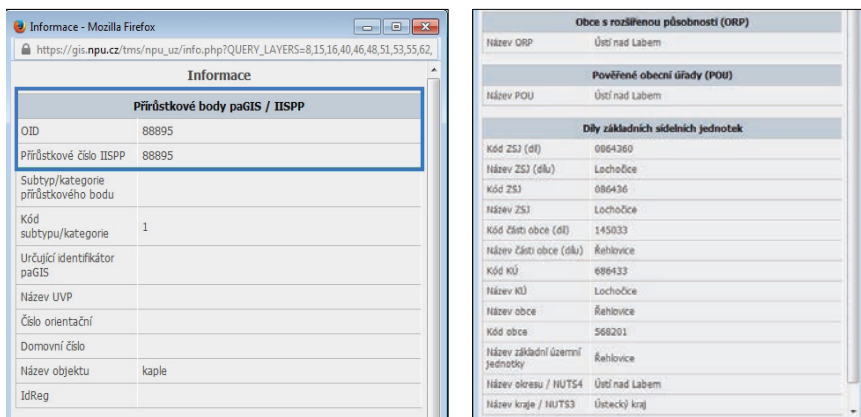 Informace - Mozilla Firefox
https://gis.npu.cz/tms/npu_uz/info.php?QUERY_LAYERS=8,15,16,40,46,48,51,53,55,62,
Informace
Přírůstkové body paGIS / IISPP
OID 88895
Přírůstkové číslo IISPP 88895
Subtyp/kategorie
přírůstkového bodu
Kód
subtypu/kategorie 1
Určující identifikátor
paGIS
Název UVP
Číslo orientační
Domovní číslo
Název objektu kaple
IdReg
Obce s rozšířenou působností (ORP)
Název ORP Ústí nad Labem
Pověřené obecní úřady (POU)
Název POU Ústí nad Labem
Díly základních sídelních jednotek
Kód ZSJ (díl) 0864360
Název ZSJ (dílu) Lochočice
Kód ZSJ 086436
Název ZSJ Lochočice
Kód části obce (díl) 145033
Název části obce (dílu) Řehlovice
Kód KÚ 686433
Název KÚ Lochočice
Název obce Řehlovice
Kód obce 568201
Název základní územní
jednotky Řehlovice
Název okresu / NUTS4 Ústí nad Labem
Název kraje / NUTS3 Ústecký kraj